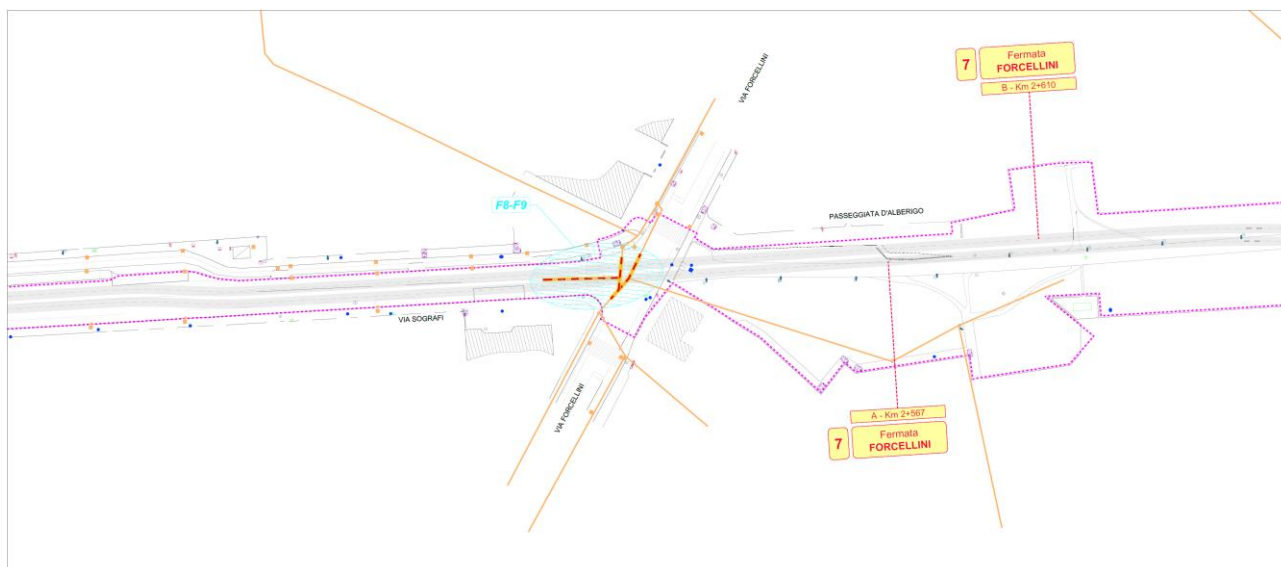 7
Fermata
FORCELLINI
B - Km 2+610
VIA FORCELLINI
F8-F9
PASSEGGIATA D'ALBERIGO
VIA SOGRAFI
VIA FORCELLINI
A - Km 2+567
7
Fermata
FORCELLINI